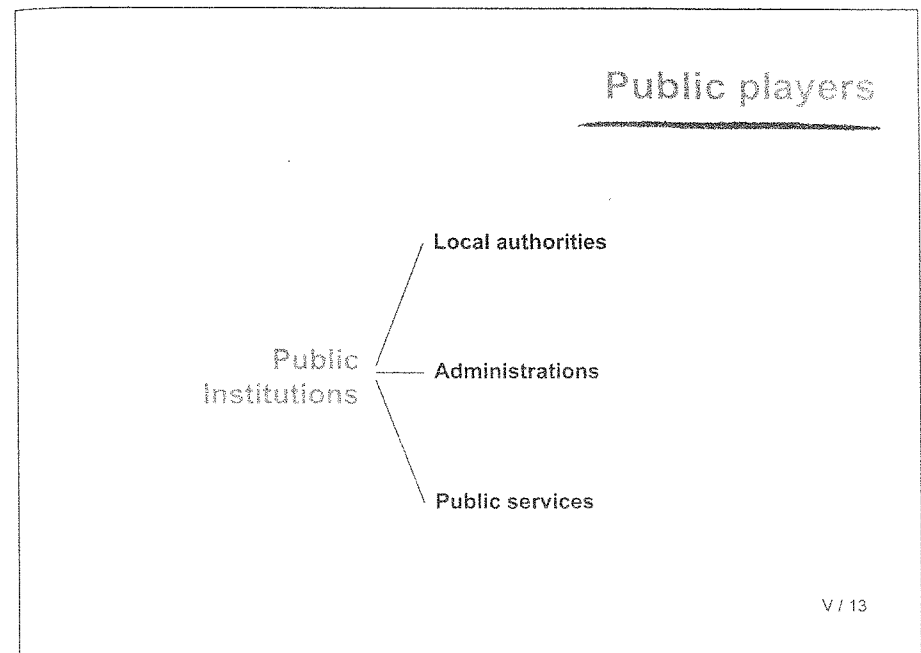 Public players
Local authorities
Public
Institutions
Administrations
Public services
V / 13